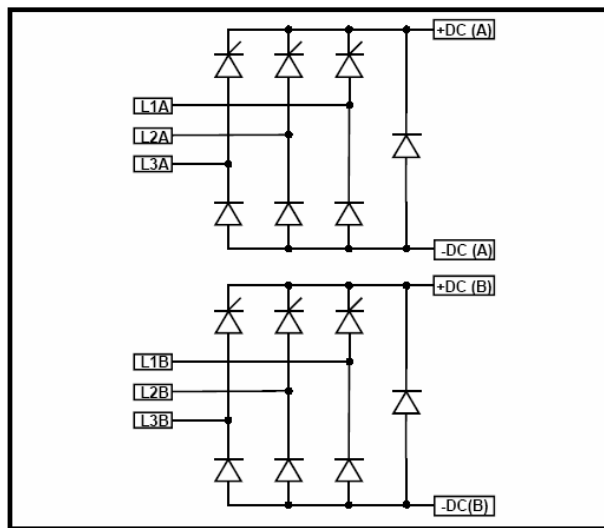 +DC (A)
L1A
L2A
L3A
-DC (A)
+DC (B)
L1B
L2B
L3B
-DC(B)